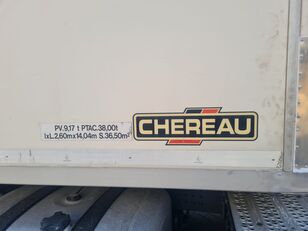 PV.9,17 t PTAC.38,00t
lxL.2,60mx14,04m S.36,50m²
CHEREAU